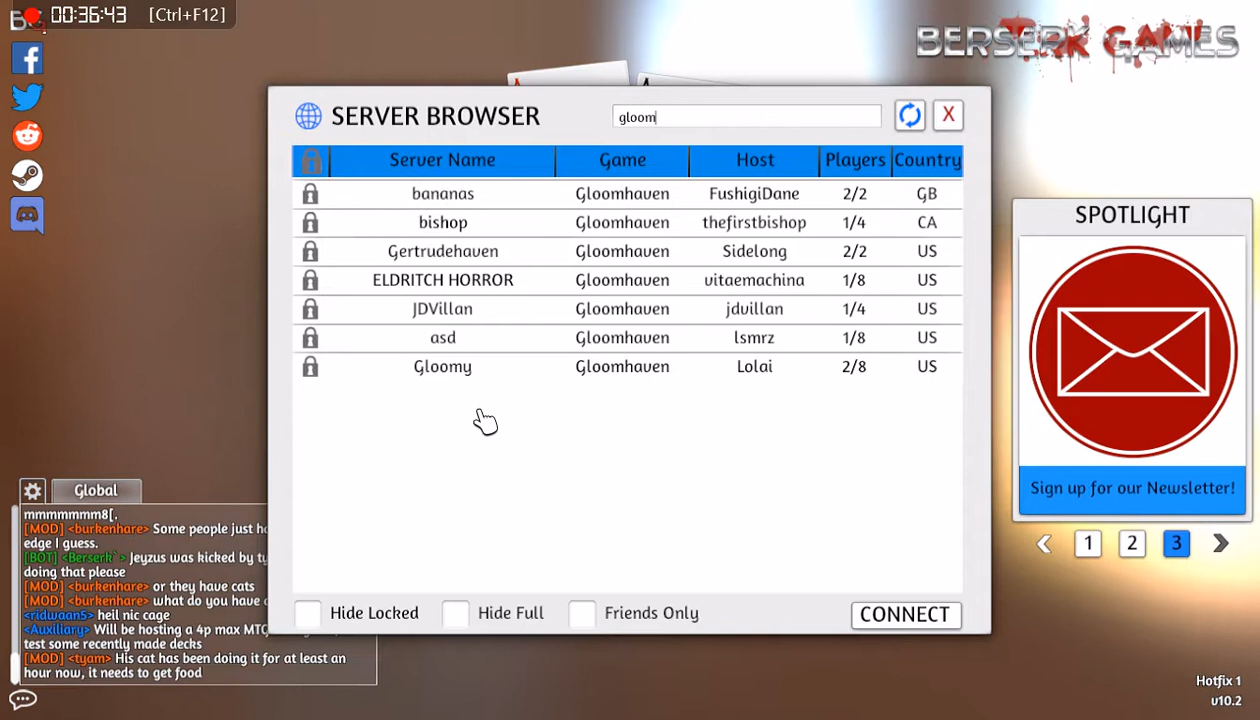 00:36:43 [Ctrl+F12]
BERSERK GAMES
SERVER BROWSER
gloom
X
Server Name Game Host Players Country
bananas Gloomhaven FushigiDane 2/2 GB
bishop Gloomhaven thefirstbishop 1/4 CA
Gertrudehaven Gloomhaven Sidelong 2/2 US
ELDRITCH HORROR Gloomhaven vitaemachina 1/8 US
JDVillan Gloomhaven jdvillan 1/4 US
asd Gloomhaven lsmrz 1/8 US
Gloomy Gloomhaven Lolai 2/8 US
Hide Locked Hide Full Friends Only CONNECT
SPOTLIGHT
Sign up for our Newsletter!
1 2 3
Global
mmmmmmm8[.
[MOD] <burkenhare> Some people just
edge I guess.
[BOT] <Berserk`> Jeyzus was kicked by
doing that please
[MOD] <burkenhare> or they have cats
[MOD] <burkenhare> what do you have
<ridwaan5> heil nic cage
<Auxiliary> Will be hosting a 4p max
test some recently made decks
[MOD] <tyam> His cat has been doing it for at least an
hour now, it needs to get food
Hotfix 1
v10.2